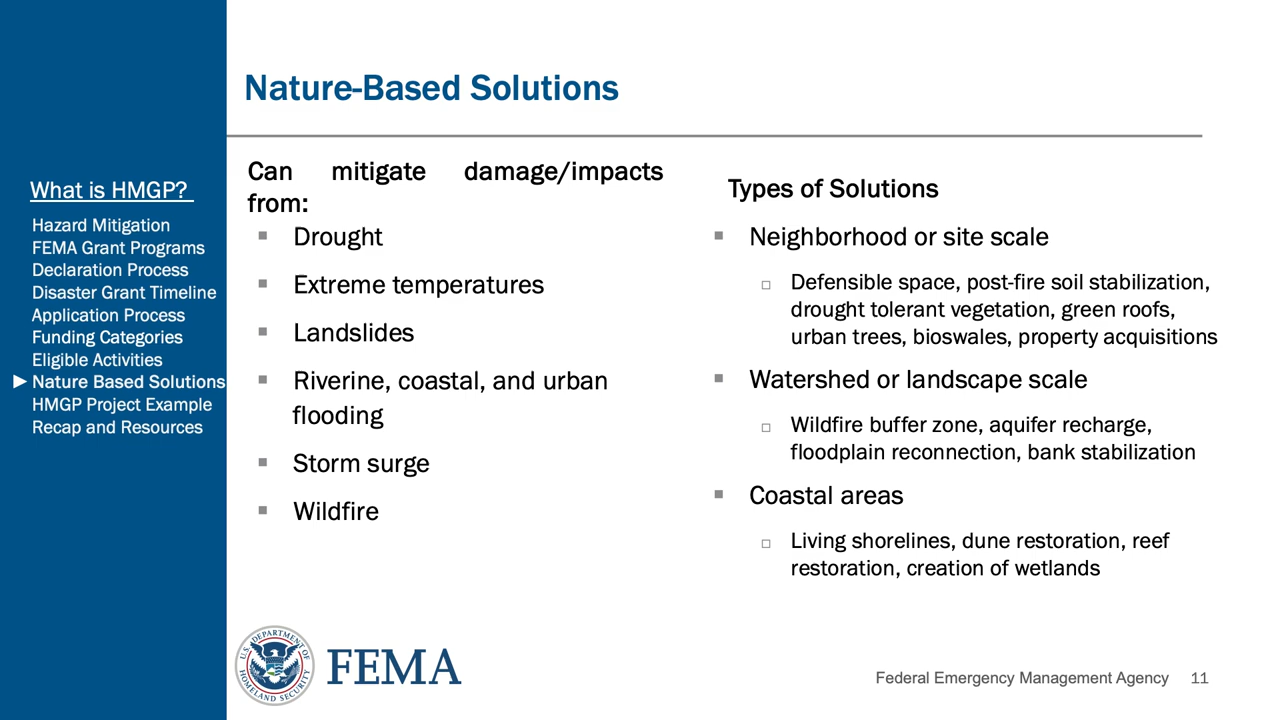 Nature-Based Solutions
What is HMGP?
Hazard Mitigation
FEMA Grant Programs
Declaration Process
Disaster Grant Timeline
Application Process
Funding Categories
Eligible Activities
►Nature Based Solutions
HMGP Project Example
Recap and Resources
Can mitigate damage/impacts
from:
▪ Drought
▪ Extreme temperatures
▪ Landslides
▪ Riverine, coastal, and urban
flooding
▪ Storm surge
▪ Wildfire
Types of Solutions
▪ Neighborhood or site scale
□ Defensible space, post-fire soil stabilization,
drought tolerant vegetation, green roofs,
urban trees, bioswales, property acquisitions
▪ Watershed or landscape scale
□ Wildfire buffer zone, aquifer recharge,
floodplain reconnection, bank stabilization
▪ Coastal areas
□ Living shorelines, dune restoration, reef
restoration, creation of wetlands
U.S. DEPARTMENT OF
HOMELAND SECURITY
FEMA
Federal Emergency Management Agency 11